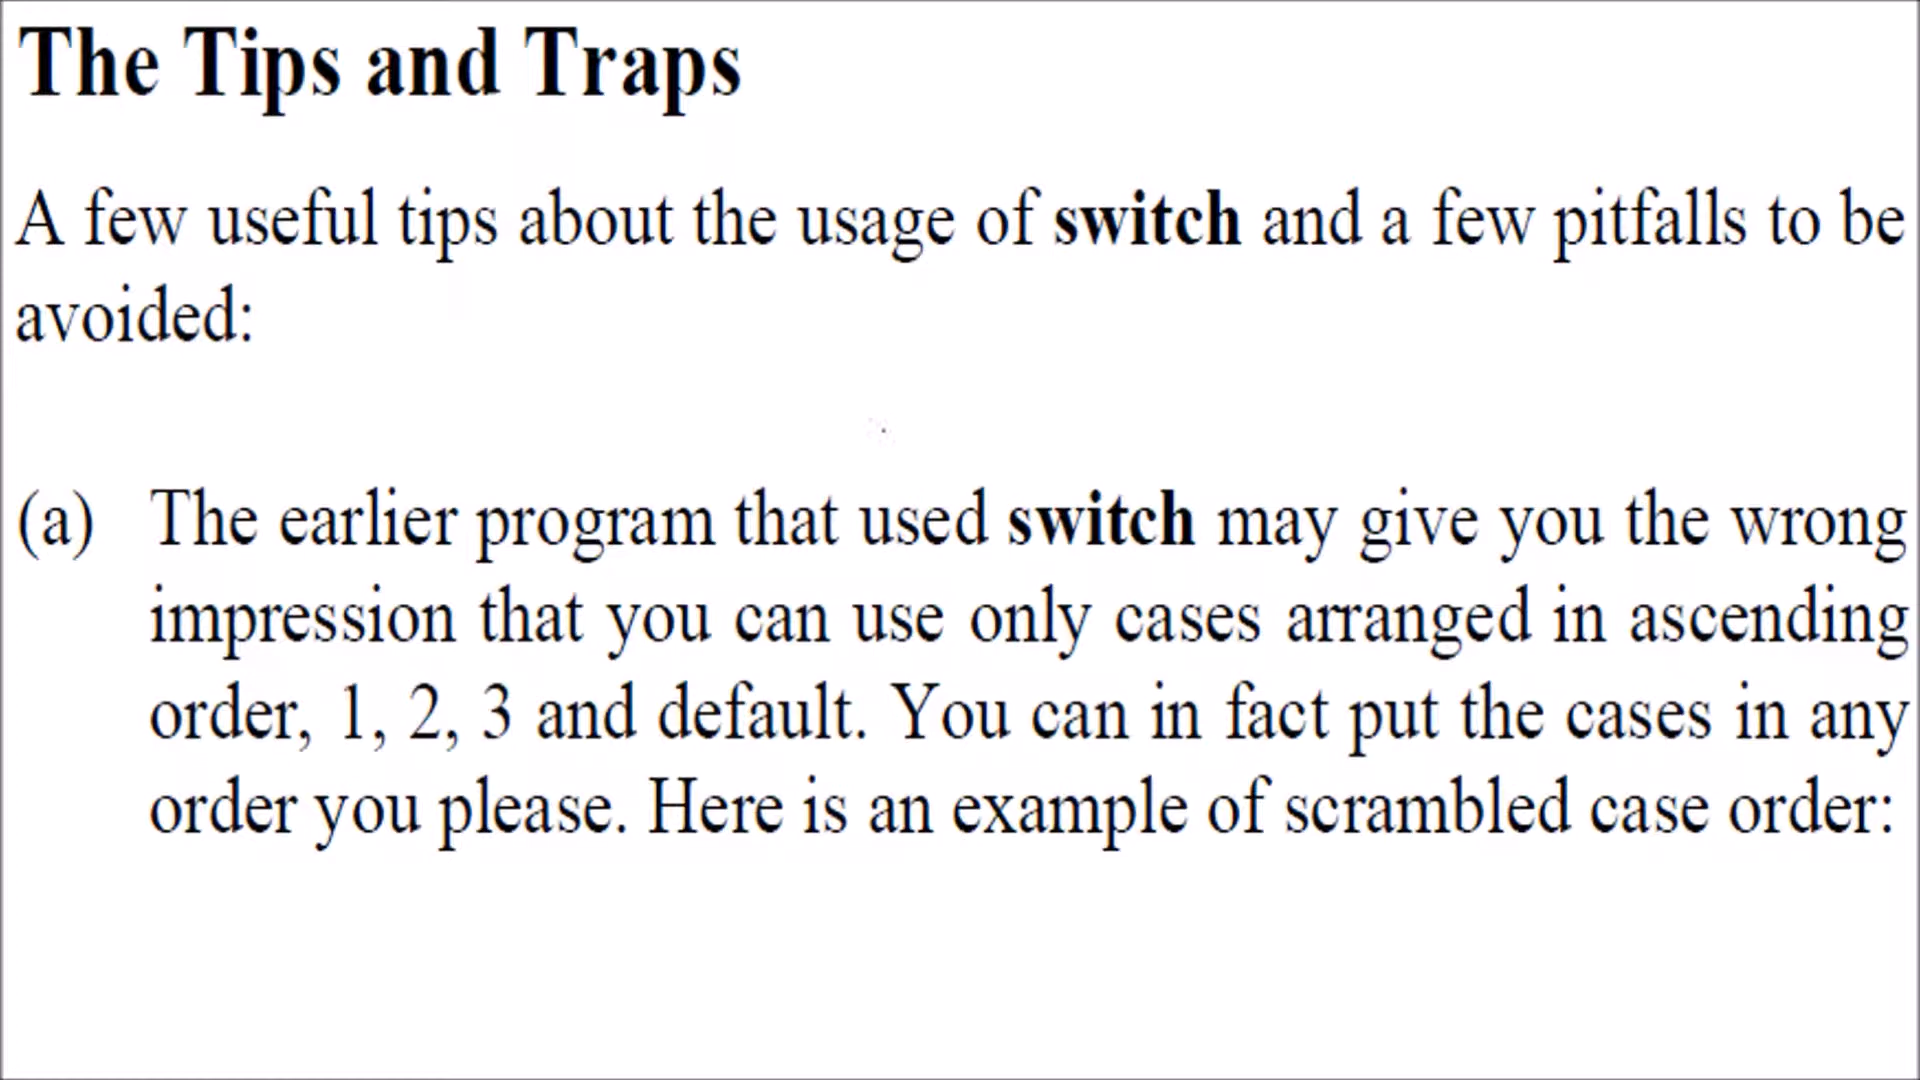 The Tips and Traps
A few useful tips about the usage of switch and a few pitfalls to be
avoided:
(a) The earlier program that used switch may give you the wrong
impression that you can use only cases arranged in ascending
order, 1, 2, 3 and default. You can in fact put the cases in any
order you please. Here is an example of scrambled case order: